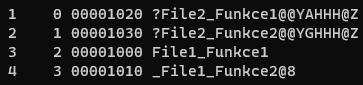 1 0 00001020 ?File2_Funkce1@@YAHHH@Z
2 1 00001030 ?File2_Funkce2@@YGHHH@Z
3 2 00001000 File1_Funkce1
4 3 00001010 _File1_Funkce2@8